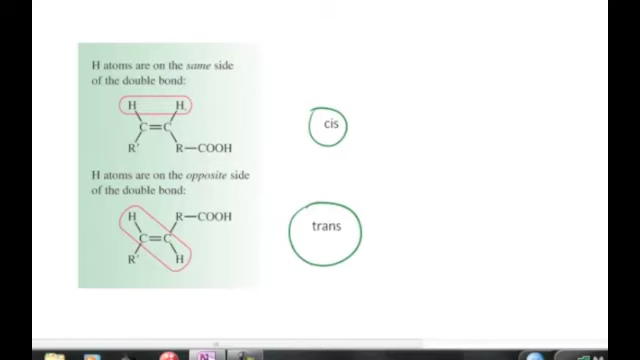 H atoms are on the same side
of the double bond:
H H
C=C
R' R—COOH
cis
H atoms are on the opposite side
of the double bond:
H R—COOH
C=C
R' H
trans